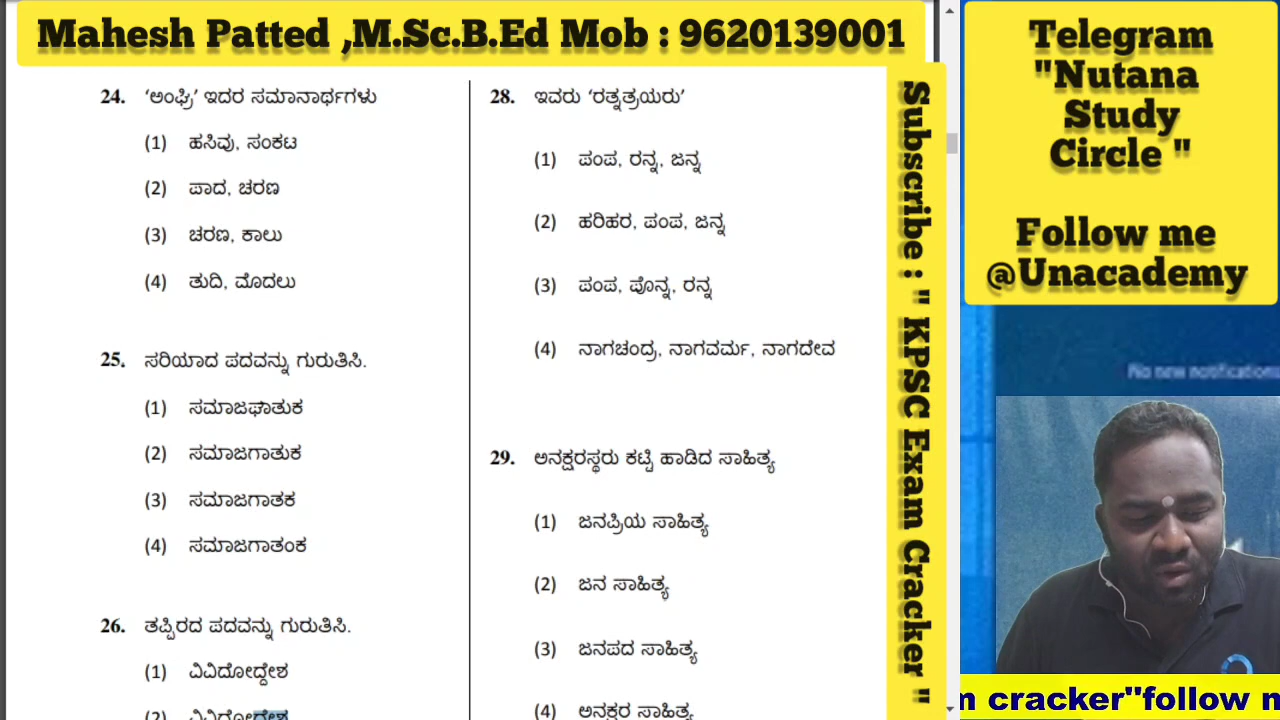 Mahesh Patted ,M.Sc.B.Ed Mob : 9620139001
24. ‘ಅಂಘ್ರಿ’ ಇದರ ಸಮಾನಾರ್ಥಗಳು
(1) ಹಸಿವು, ಸಂಕಟ
(2) ಪಾದ, ಚರಣ
(3) ಚರಣ, ಕಾಲು
(4) ತುದಿ, ಮೊದಲು
25. ಸರಿಯಾದ ಪದವನ್ನು ಗುರುತಿಸಿ.
(1) ಸಮಾಜಘಾತುಕ
(2) ಸಮಾಜಗಾತುಕ
(3) ಸಮಾಜಗಾತಕ
(4) ಸಮಾಜಗಾತಂಕ
26. ತಪ್ಪಿರದ ಪದವನ್ನು ಗುರುತಿಸಿ.
(1) ವಿವಿದೋದ್ದೇಶ
(2) ವಿವಿದೋದೇಶ
28. ಇವರು ‘ರತ್ನತ್ರಯರು’
(1) ಪಂಪ, ರನ್ನ, ಜನ್ನ
(2) ಹರಿಹರ, ಪಂಪ, ಜನ್ನ
(3) ಪಂಪ, ಪೊನ್ನ, ರನ್ನ
(4) ನಾಗಚಂದ್ರ, ನಾಗವರ್ಮ, ನಾಗದೇವ
29. ಅನಕ್ಷರಸ್ಥರು ಕಟ್ಟಿ ಹಾಡಿದ ಸಾಹಿತ್ಯ
(1) ಜನಪ್ರಿಯ ಸಾಹಿತ್ಯ
(2) ಜನ ಸಾಹಿತ್ಯ
(3) ಜನಪದ ಸಾಹಿತ್ಯ
(4) ಅನಕ್ಷರ ಸಾಹಿತ್ಯ
Subscribe : " KPSC Exam Cracker "
Telegram
"Nutana
Study
Circle "
Follow me
@Unacademy
No new notifications
m cracker"follow m